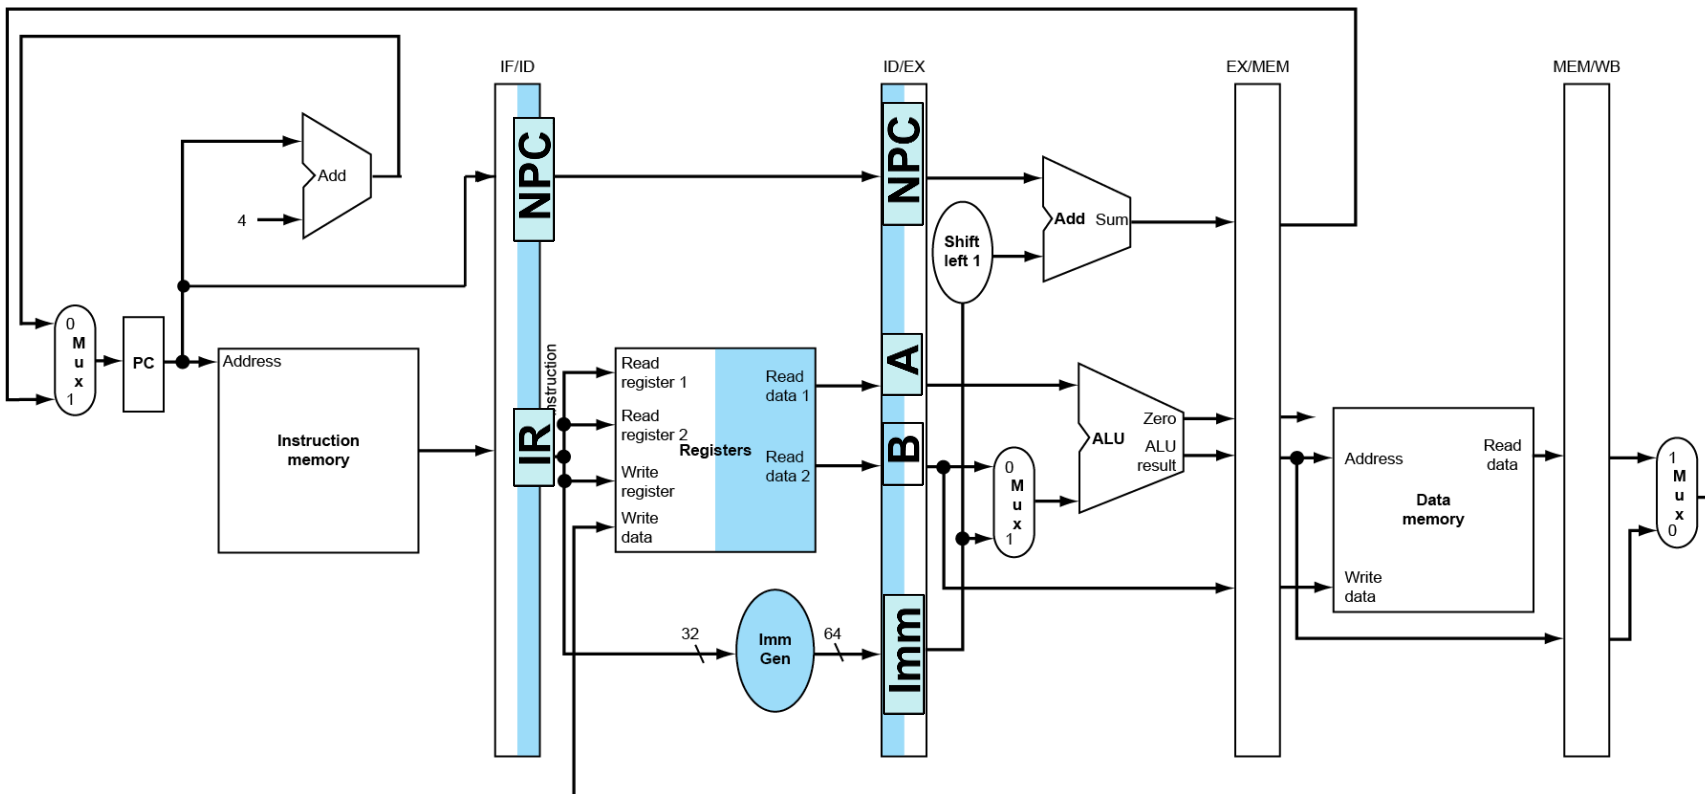 IF/ID
ID/EX
EX/MEM
MEM/WB
NPC
NPC
Add
4
Add
Sum
Shift
left 1
0
M
u
x
1
PC
Address
Instruction
memory
Instruction
IR
Read
register 1
Read
register 2
Write
register
Write
data
Registers
Read
data 1
Read
data 2
A
B
0
M
u
x
1
Zero
ALU
ALU
result
Address
Read
data
Data
memory
Write
data
1
M
u
x
0
32
Imm
Gen
64
Imm